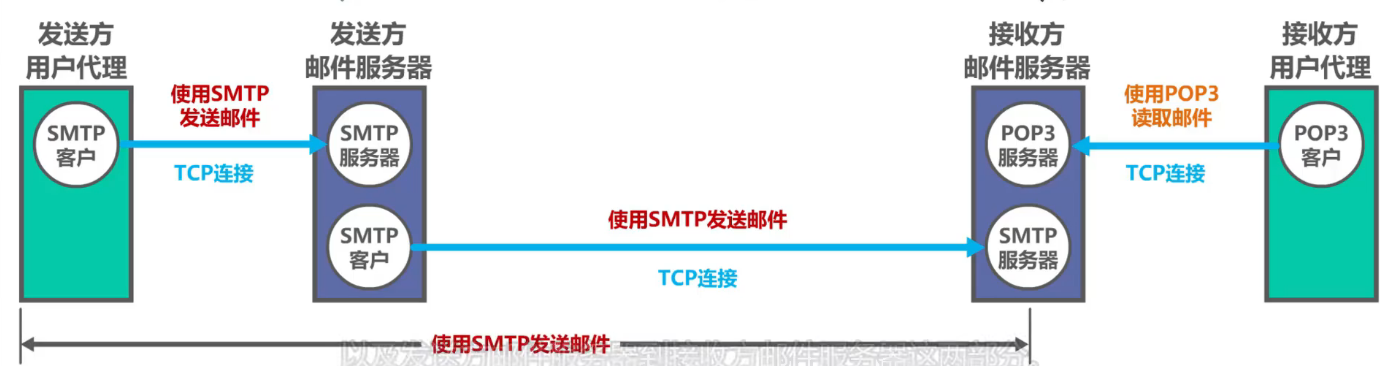 发送方
用户代理
发送方
邮件服务器
接收方
邮件服务器
接收方
用户代理
SMTP
客户
使用SMTP
发送邮件
TCP连接
SMTP
服务器
POP3
服务器
使用POP3
读取邮件
TCP连接
POP3
客户
SMTP
客户
使用SMTP发送邮件
TCP连接
SMTP
服务器
使用SMTP发送邮件
以及发送方邮件服务器到接收方邮件服务器这两部分。